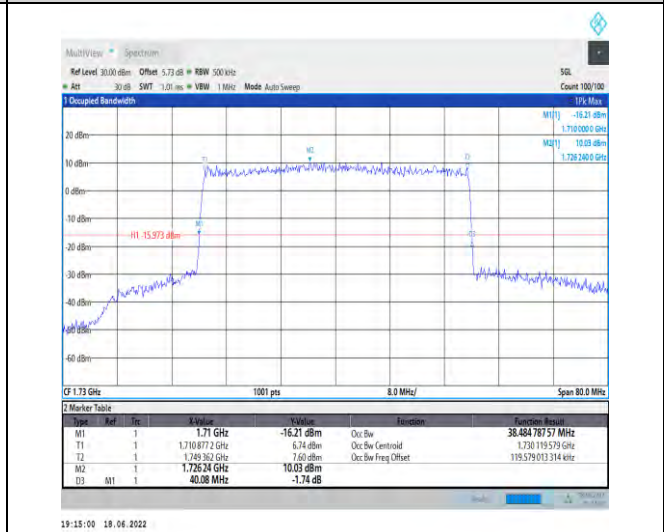 MultiView Spectrum
Ref Level 30.00 dBm Offset 5.73 dB RBW 500 kHz SGL
Att 30 dB SWT 1.01 ms VBW 1 MHz Mode Auto Sweep Count 100/100
1 Occupied Bandwidth 1Pk Max
M1[1] -16.21 dBm
1.7100000 GHz
M2[1] 10.03 dBm
1.7262400 GHz
20 dBm
M2
T1
10 dBm
0 dBm
-10 dBm
M1
H1 -15.973 dBm
D3
-20 dBm
-30 dBm
-40 dBm
-50 dBm
-60 dBm
CF 1.73 GHz 1001 pts 8.0 MHz/ Span 80.0 MHz
2 Marker Table
Type Ref Trc X-Value Y-Value Function Function Result
M1 1 1.71 GHz -16.21 dBm Occ Bw 38.484 787 57 MHz
T1 1 1.710 877 2 GHz 6.74 dBm Occ Bw Centroid 1.730 119 579 GHz
T2 1 1.749 362 GHz 7.60 dBm Occ Bw Freq Offset 119.579 013 314 kHz
M2 1 1.726 24 GHz 10.03 dBm
D3 M1 1 40.08 MHz -1.74 dB
19:15:00 18.06.2022